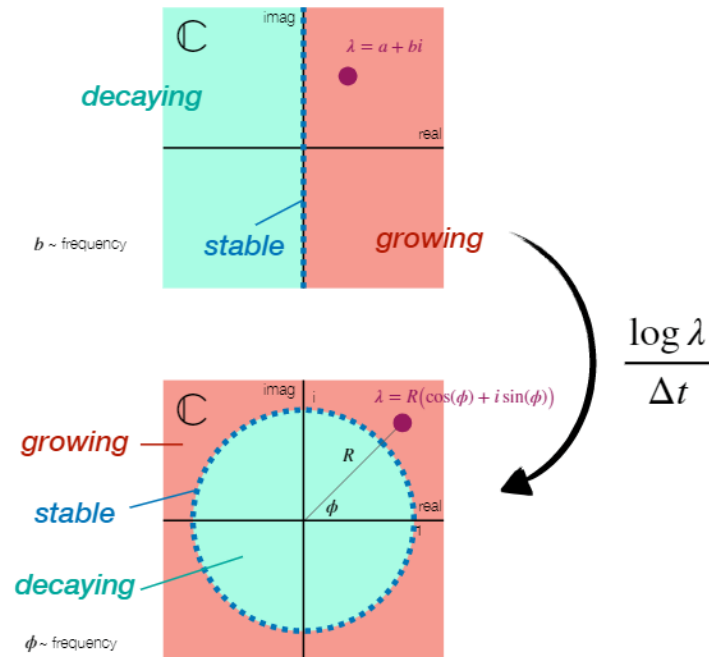 ℂ
imag
λ = a + bi
decaying
real
b ~ frequency
stable
growing
log λ
Δt
ℂ
imag
i
λ = R(cos(ϕ) + i sin(ϕ))
growing
R
stable
ϕ
real
1
decaying
ϕ ~ frequency